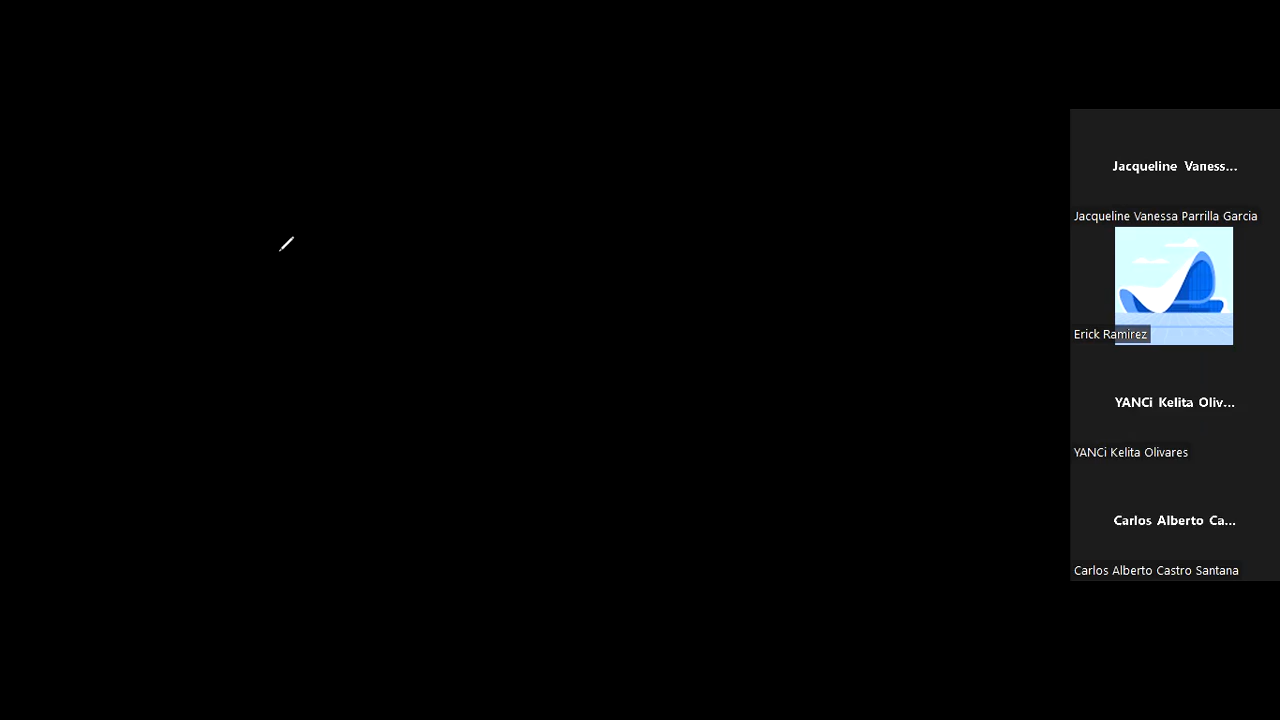 Jacqueline Vaness...
Jacqueline Vanessa Parrilla Garcia
Erick Ramirez
YANCi Kelita Oliv...
YANCi Kelita Olivares
Carlos Alberto Ca...
Carlos Alberto Castro Santana